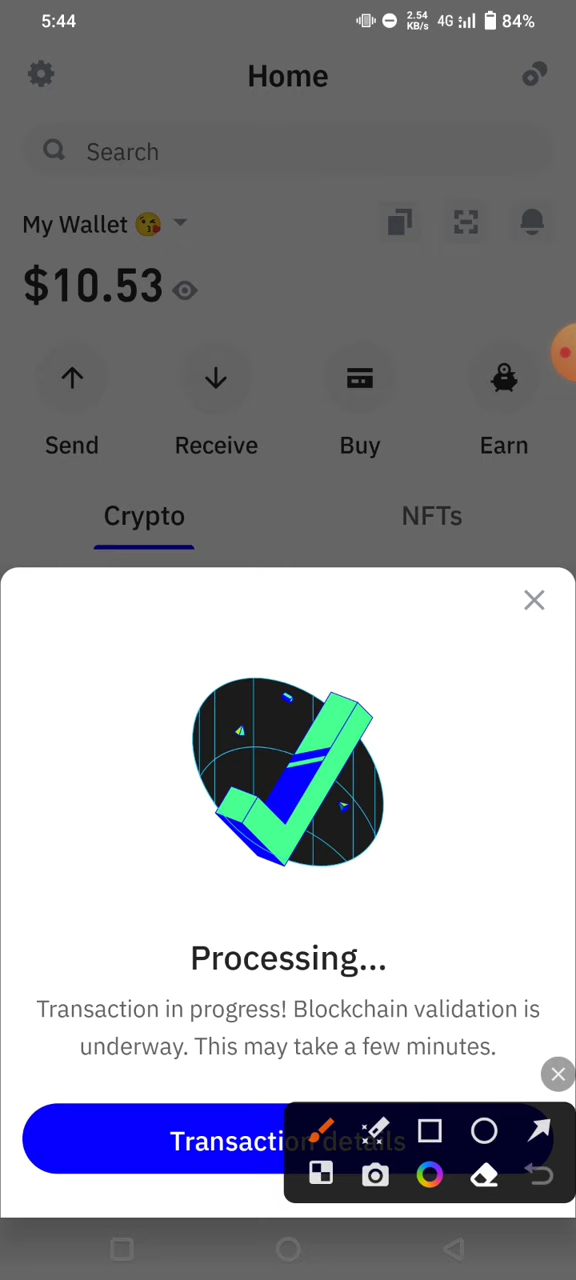 5:44
2.54
KB/s
4G
84%
Home
Search
My Wallet 😘
$10.53
Send
Receive
Buy
Earn
Crypto
NFTs
Processing...
Transaction in progress! Blockchain validation is
underway. This may take a few minutes.
Transaction details